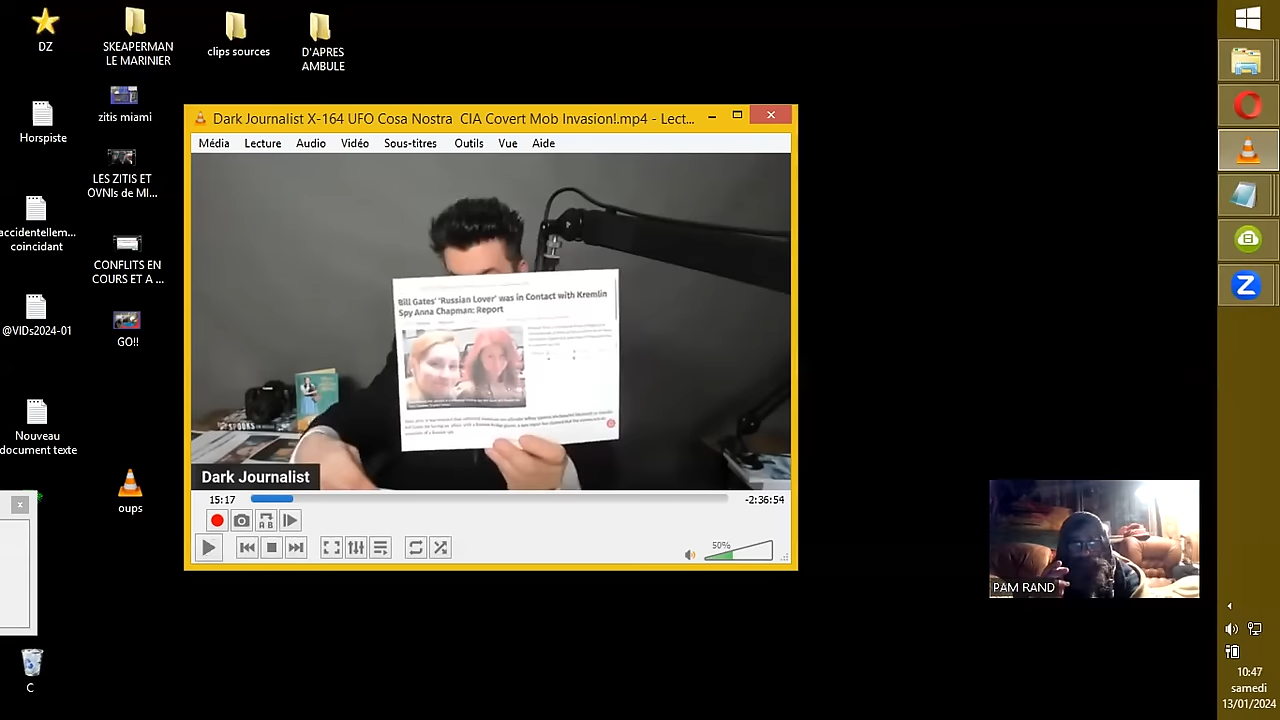 DZ
SKEAPERMAN
LE MARINIER
clips sources
D'APRES
AMBULE
Horspiste
zitis miami
LES ZITIS ET
OVNIs de MI...
accidentellem...
coincidant
CONFLITS EN
COURS ET A ...
@VIDs2024-01
GO!!
Nouveau
document texte
oups
C
Dark Journalist X-164 UFO Cosa Nostra CIA Covert Mob Invasion!.mp4 - Lect...
Média Lecture Audio Vidéo Sous-titres Outils Vue Aide
Bill Gates' 'Russian Lover' was in Contact with Kremlin
Spy Anna Chapman: Report
SPOOKS
Dark Journalist
15:17
-2:36:54
50%
PAM RAND
10:47
samedi
13/01/2024